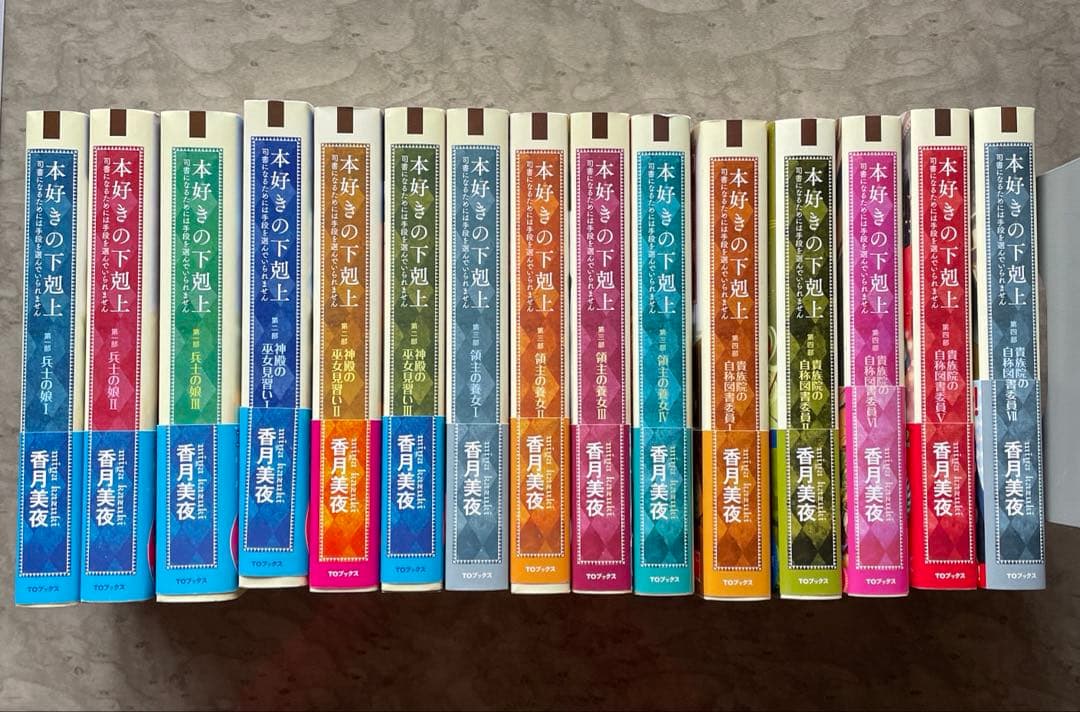 本好きの下剋上
司書になるためには手段を選んでいられません
第一部 兵士の娘 I
miya kazuki
香月美夜
TOブックス
本好きの下剋上
司書になるためには手段を選んでいられません
第一部 兵士の娘 II
miya kazuki
香月美夜
TOブックス
本好きの下剋上
司書になるためには手段を選んでいられません
第一部 兵士の娘 III
miya kazuki
香月美夜
TOブックス
本好きの下剋上
司書になるためには手段を選んでいられません
第二部 神殿の
巫女見習い I
miya kazuki
香月美夜
TOブックス
本好きの下剋上
司書になるためには手段を選んでいられません
第二部 神殿の
巫女見習い II
miya kazuki
香月美夜
TOブックス
本好きの下剋上
司書になるためには手段を選んでいられません
第二部 神殿の
巫女見習い III
miya kazuki
香月美夜
TOブックス
本好きの下剋上
司書になるためには手段を選んでいられません
第三部 領主の養女 I
miya kazuki
香月美夜
TOブックス
本好きの下剋上
司書になるためには手段を選んでいられません
第三部 領主の養女 II
miya kazuki
香月美夜
TOブックス
本好きの下剋上
司書になるためには手段を選んでいられません
第三部 領主の養女 III
miya kazuki
香月美夜
TOブックス
本好きの下剋上
司書になるためには手段を選んでいられません
第三部 領主の養女 IV
miya kazuki
香月美夜
TOブックス
本好きの下剋上
司書になるためには手段を選んでいられません
第四部 貴族院の
自称図書委員 I
miya kazuki
香月美夜
TOブックス
本好きの下剋上
司書になるためには手段を選んでいられません
第四部 貴族院の
自称図書委員 II
miya kazuki
香月美夜
TOブックス
本好きの下剋上
司書になるためには手段を選んでいられません
第四部 貴族院の
自称図書委員 VI
miya kazuki
香月美夜
TOブックス
本好きの下剋上
司書になるためには手段を選んでいられません
第四部 貴族院の
自称図書委員 V
miya kazuki
香月美夜
TOブックス
本好きの下剋上
司書になるためには手段を選んでいられません
第四部 貴族院の
自称図書委員 VII
miya kazuki
香月美夜
TOブックス